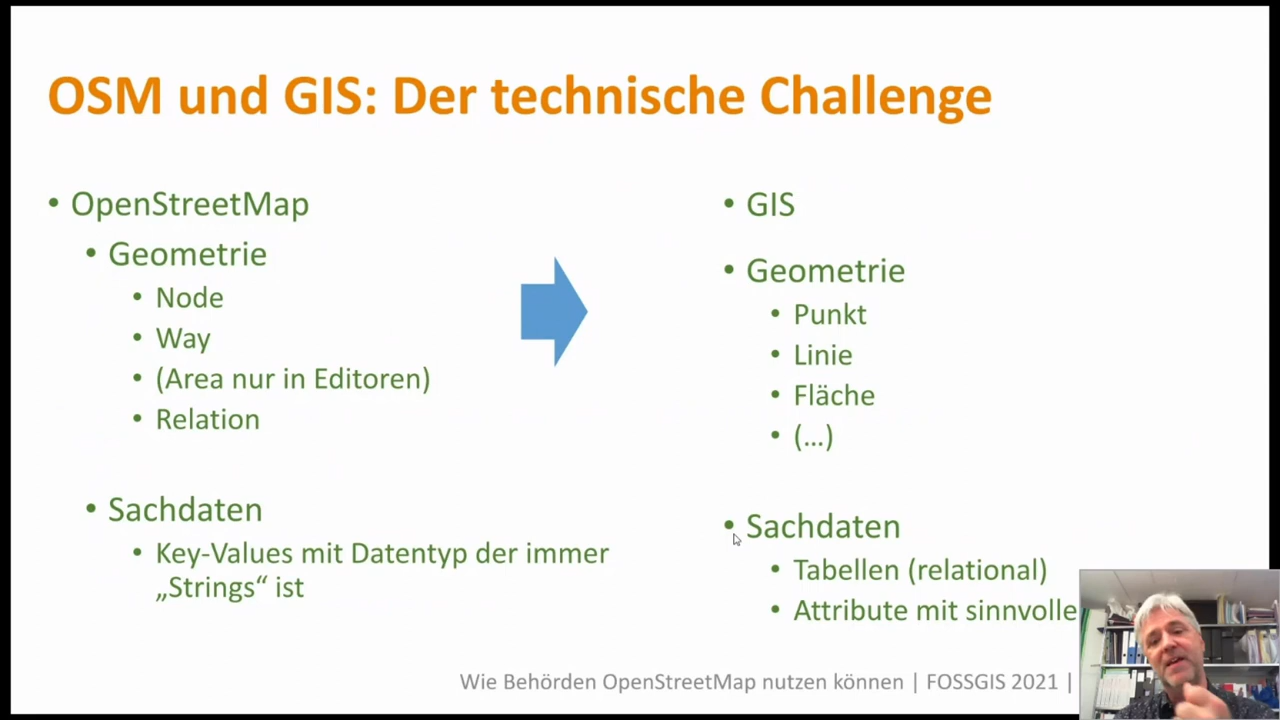 OSM und GIS: Der technische Challenge
• OpenStreetMap
• Geometrie
• Node
• Way
• (Area nur in Editoren)
• Relation
• Sachdaten
• Key-Values mit Datentyp der immer
„Strings“ ist
• GIS
• Geometrie
• Punkt
• Linie
• Fläche
• (...)
• Sachdaten
• Tabellen (relational)
• Attribute mit sinnvolle
Wie Behörden OpenStreetMap nutzen können | FOSSGIS 2021 |